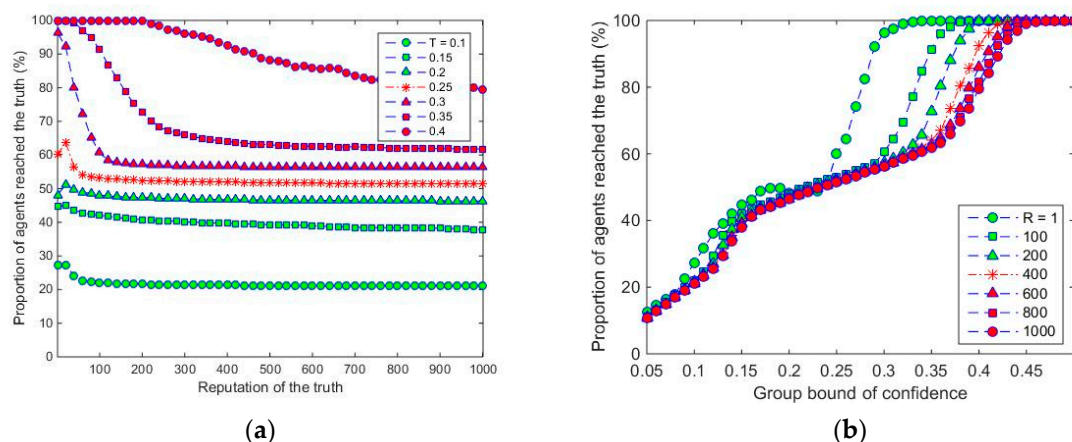 Proportion of agents reached the truth (%)
100
90
80
70
60
50
40
30
20
10
0
T = 0.1
0.15
0.2
0.25
0.3
0.35
0.4
0 100 200 300 400 500 600 700 800 900 1000
Reputation of the truth
(a)
Proportion of agents reached the truth (%)
100
80
60
40
20
0
R = 1
100
200
400
600
800
1000
0.05 0.1 0.15 0.2 0.25 0.3 0.35 0.4 0.45
Group bound of confidence
(b)